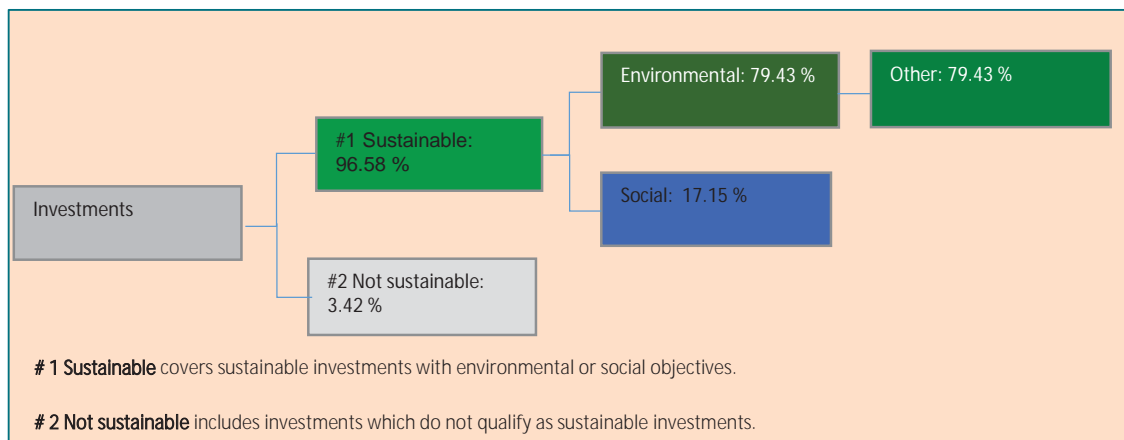 Environmental: 79.43 %
Other: 79.43 %
#1 Sustainable:
96.58 %
Social: 17.15 %
Investments
#2 Not sustainable:
3.42 %
# 1 Sustainable covers sustainable investments with environmental or social objectives.
# 2 Not sustainable includes investments which do not qualify as sustainable investments.